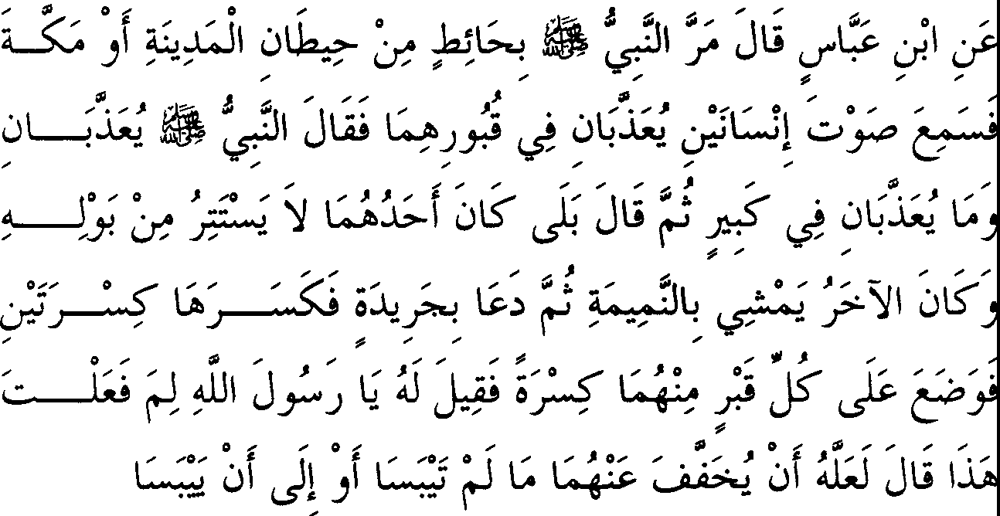 عَنِ ابْنِ عَبَّاسٍ قَالَ مَرَّ النَّبِيُّ ﷺ بِحَائِطٍ مِنْ حِيطَانِ الْمَدِينَةِ أَوْ مَكَّـــةَ
فَسَمِعَ صَوْتَ إِنْسَانَيْنِ يُعَذَّبَانِ فِي قُبُورِهِمَا فَقَالَ النَّبِيُّ ﷺ يُعَذَّبَـــانِ
وَمَا يُعَذَّبَانِ فِي كَبِيرٍ ثُمَّ قَالَ بَلَى كَانَ أَحَدُهُمَا لاَ يَسْتَتِرُ مِنْ بَوْلِـــهِ
وَكَانَ الآخَرُ يَمْشِي بِالنَّمِيمَةِ ثُمَّ دَعَا بِجَرِيدَةٍ فَكَسَـــرَهَا كِسْـــرَتَيْنِ
فَوَضَعَ عَلَى كُلِّ قَبْرٍ مِنْهُمَا كِسْرَةً فَقِيلَ لَهُ يَا رَسُولَ اللَّهِ لِمَ فَعَلْـــتَ
هَذَا قَالَ لَعَلَّهُ أَنْ يُخَفَّفَ عَنْهُمَا مَا لَمْ تَيْبَسَا أَوْ إِلَى أَنْ يَيْبَسَا